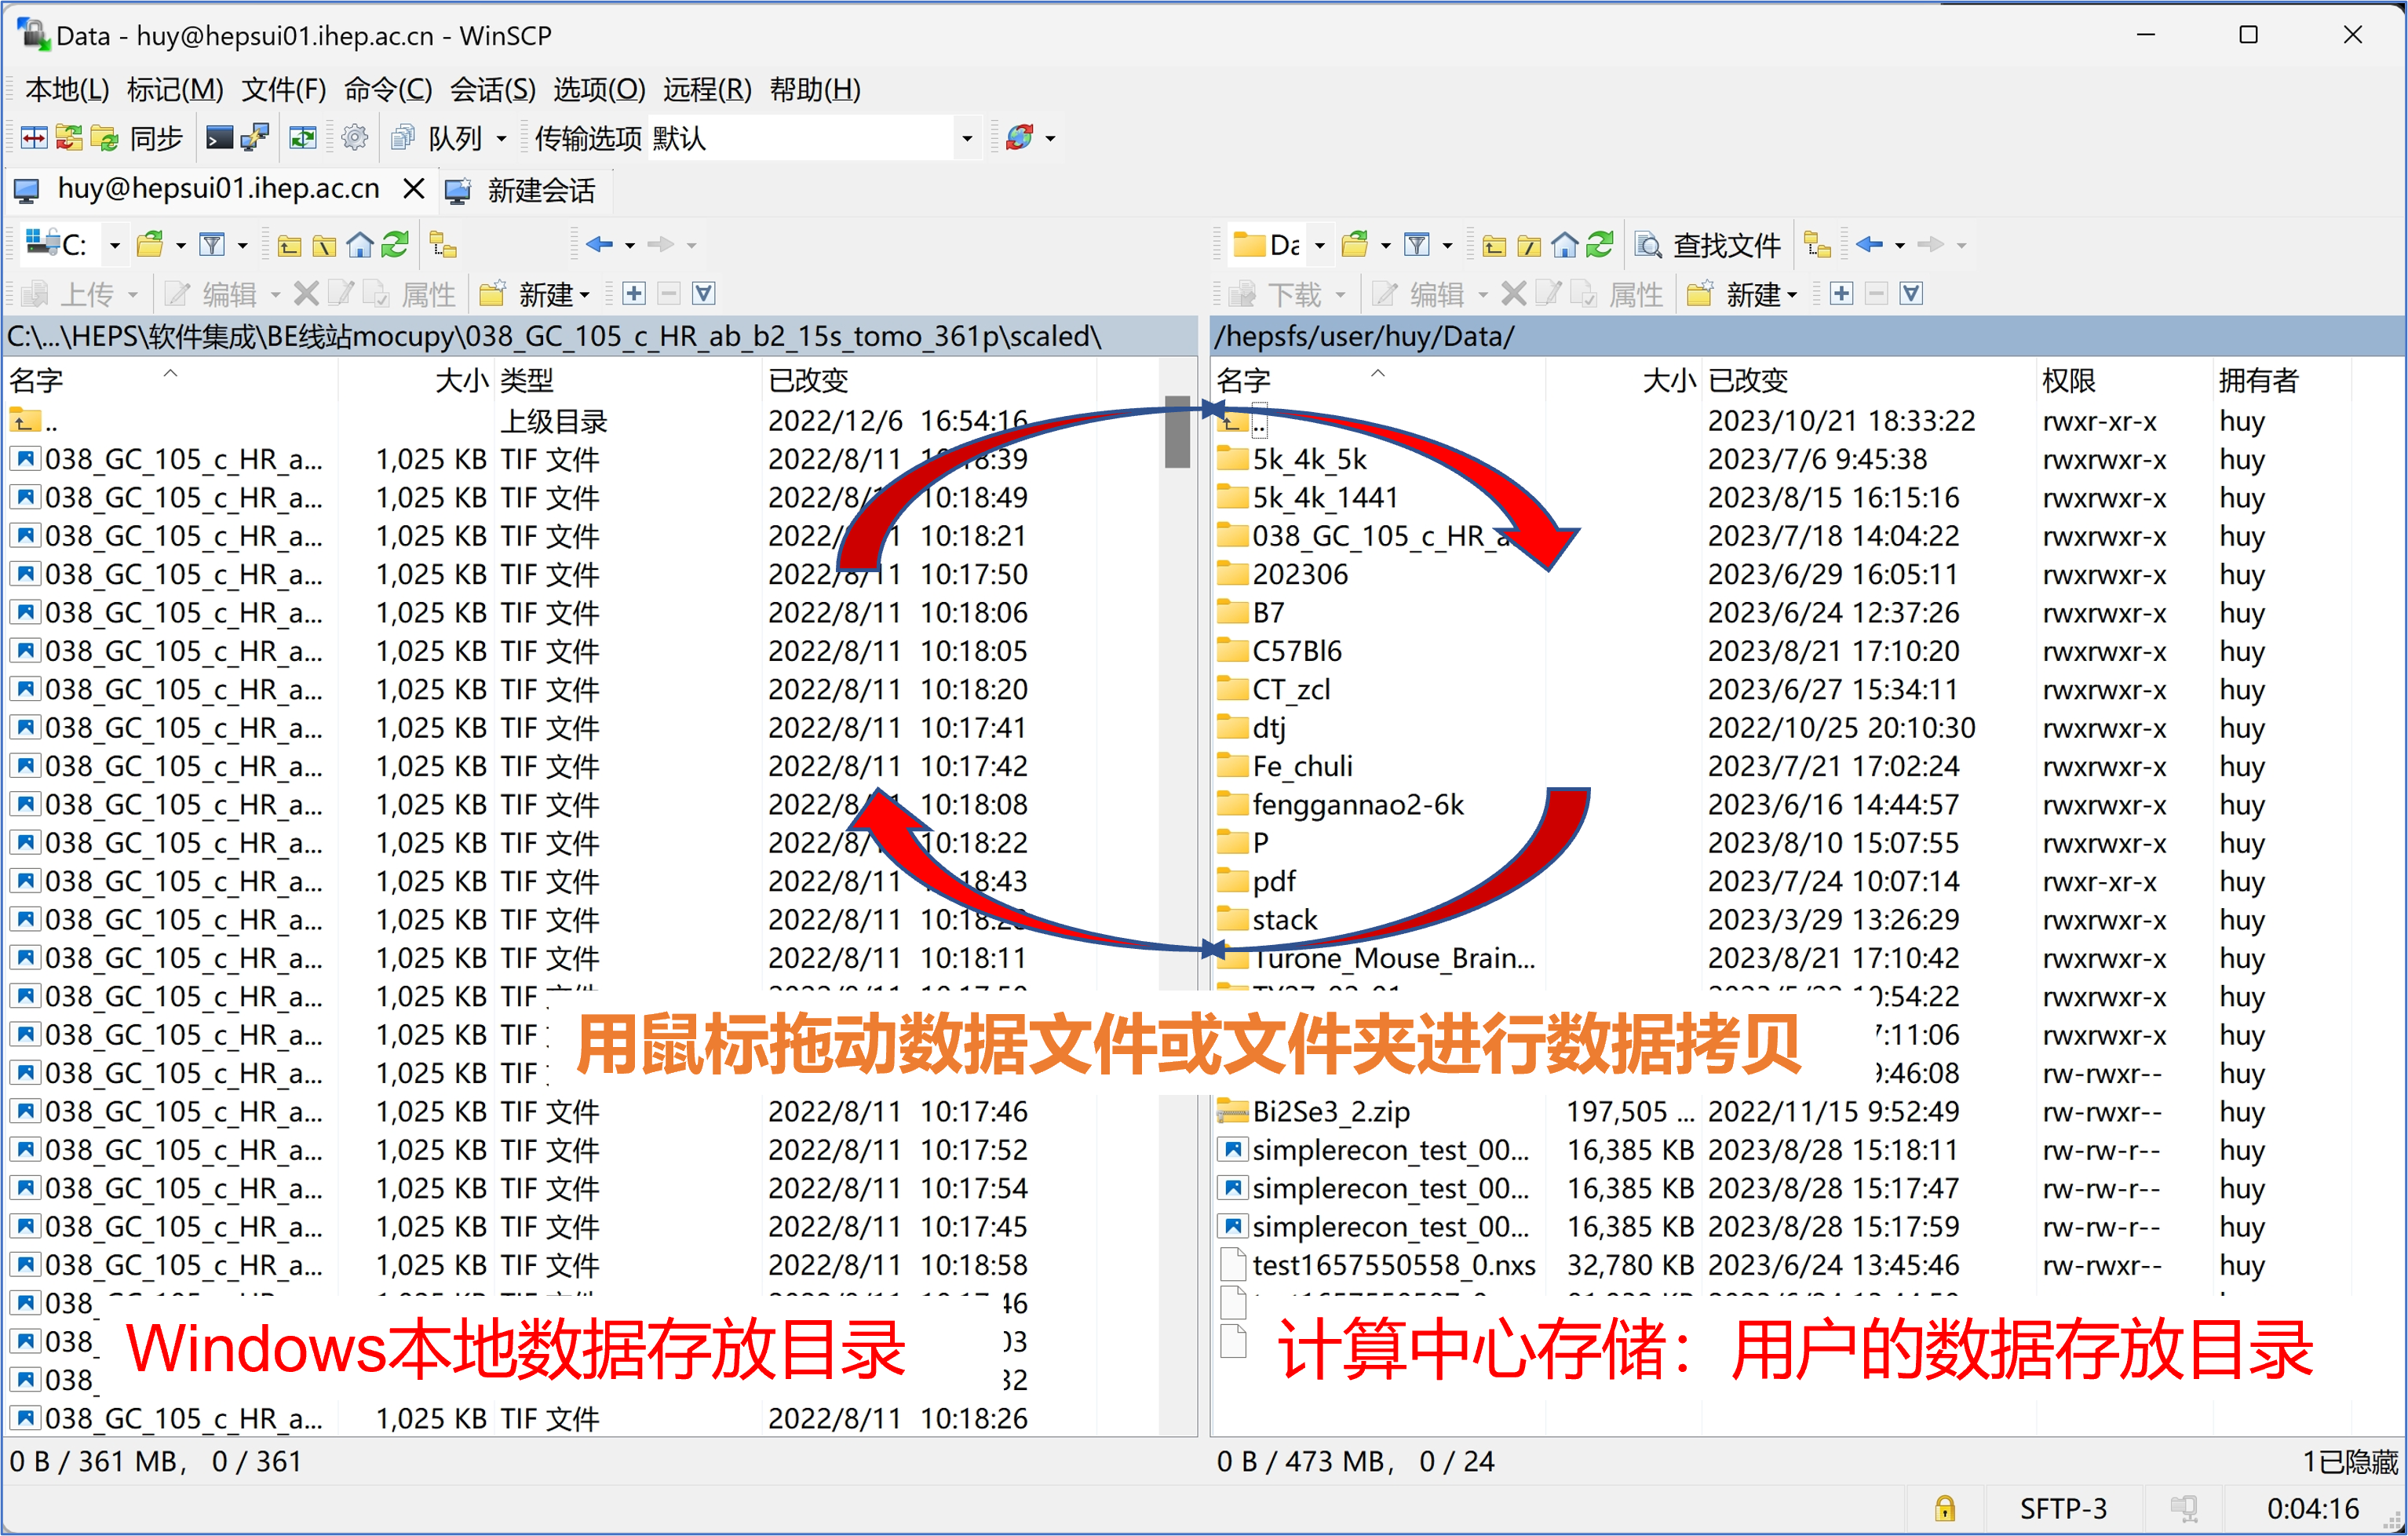 Data - huy@hepsui01.ihep.ac.cn - WinSCP
本地(L) 标记(M) 文件(F) 命令(C) 会话(S) 选项(O) 远程(R) 帮助(H)
同步 队列 传输选项 默认
huy@hepsui01.ihep.ac.cn 新建会话
C: Da 查找文件
上传 编辑 属性 新建 下载 编辑 属性 新建
C:\...\HEPS\软件集成\BE线站mocupy\038_GC_105_c_HR_ab_b2_15s_tomo_361p\scaled\ /hepsfs/user/huy/Data/
名字 大小 类型 已改变 名字 大小 已改变 权限 拥有者
.. 上级目录 2022/12/6 16:54:16 .. 2023/10/21 18:33:22 rwxr-xr-x huy
038_GC_105_c_HR_a... 1,025 KB TIF 文件 2022/8/11 :39 5k_4k_5k 2023/7/6 9:45:38 rwxrwxr-x huy
038_GC_105_c_HR_a... 1,025 KB TIF 文件 2022/8/ 10:18:49 5k_4k_1441 2023/8/15 16:15:16 rwxrwxr-x huy
038_GC_105_c_HR_a... 1,025 KB TIF 文件 2022/8/ 10:18:21 038_GC_105_c_HR_a 2023/7/18 14:04:22 rwxrwxr-x huy
038_GC_105_c_HR_a... 1,025 KB TIF 文件 2022/8/11 10:17:50 202306 2023/6/29 16:05:11 rwxrwxr-x huy
038_GC_105_c_HR_a... 1,025 KB TIF 文件 2022/8/11 10:18:06 B7 2023/6/24 12:37:26 rwxrwxr-x huy
038_GC_105_c_HR_a... 1,025 KB TIF 文件 2022/8/11 10:18:05 C57Bl6 2023/8/21 17:10:20 rwxrwxr-x huy
038_GC_105_c_HR_a... 1,025 KB TIF 文件 2022/8/11 10:18:20 CT_zcl 2023/6/27 15:34:11 rwxrwxr-x huy
038_GC_105_c_HR_a... 1,025 KB TIF 文件 2022/8/11 10:17:41 dtj 2022/10/25 20:10:30 rwxrwxr-x huy
038_GC_105_c_HR_a... 1,025 KB TIF 文件 2022/8/11 10:17:42 Fe_chuli 2023/7/21 17:02:24 rwxrwxr-x huy
038_GC_105_c_HR_a... 1,025 KB TIF 文件 2022/8/ 10:18:08 fenggannao2-6k 2023/6/16 14:44:57 rwxrwxr-x huy
038_GC_105_c_HR_a... 1,025 KB TIF 文件 2022/8/ 10:18:22 P 2023/8/10 15:07:55 rwxrwxr-x huy
038_GC_105_c_HR_a... 1,025 KB TIF 文件 2022/8/11 :18:43 pdf 2023/7/24 10:07:14 rwxr-xr-x huy
038_GC_105_c_HR_a... 1,025 KB TIF 文件 2022/8/11 10:18:2 stack 2023/3/29 13:26:29 rwxrwxr-x huy
038_GC_105_c_HR_a... 1,025 KB TIF 文件 2022/8/11 10:18:11 Turone_Mouse_Brain... 2023/8/21 17:10:42 rwxrwxr-x huy
038_GC_105_c_HR_a... 1,025 KB TIF :54:22 rwxrwxr-x huy
038_GC_105_c_HR_a... 1,025 KB TIF :11:06 rwxrwxr-x huy
用鼠标拖动数据文件或文件夹进行数据拷贝
038_GC_105_c_HR_a... 1,025 KB TIF :46:08 rw-rwxr-- huy
038_GC_105_c_HR_a... 1,025 KB TIF 文件 2022/8/11 10:17:46 Bi2Se3_2.zip 197,505 ... 2022/11/15 9:52:49 rw-rwxr-- huy
038_GC_105_c_HR_a... 1,025 KB TIF 文件 2022/8/11 10:17:52 simplerecon_test_00... 16,385 KB 2023/8/28 15:18:11 rw-rw-r-- huy
038_GC_105_c_HR_a... 1,025 KB TIF 文件 2022/8/11 10:17:54 simplerecon_test_00... 16,385 KB 2023/8/28 15:17:47 rw-rw-r-- huy
038_GC_105_c_HR_a... 1,025 KB TIF 文件 2022/8/11 10:17:45 simplerecon_test_00... 16,385 KB 2023/8/28 15:17:59 rw-rw-r-- huy
038_GC_105_c_HR_a... 1,025 KB TIF 文件 2022/8/11 10:18:58 test1657550558_0.nxs 32,780 KB 2023/6/24 13:45:46 rw-rwxr-- huy
038_ 46
038_ 03
Windows本地数据存放目录 计算中心存储：用户的数据存放目录
038_ 32
038_GC_105_c_HR_a... 1,025 KB TIF 文件 2022/8/11 10:18:26
0 B / 361 MB， 0 / 361 0 B / 473 MB， 0 / 24 1已隐藏
SFTP-3 0:04:16